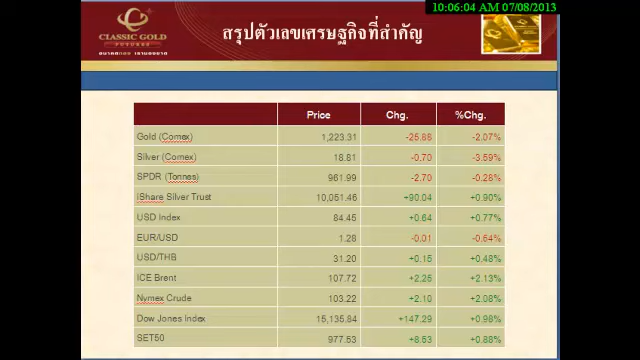 10:06:04 AM 07/08/2013
CLASSIC GOLD
FUTURES
สรุปตัวเลขเศรษฐกิจที่สำคัญ
Price Chg. %Chg.
Gold (Comex) 1,223.31 -25.86 -2.07%
Silver (Comex) 18.81 -0.70 -3.59%
SPDR (Tonnes) 961.99 -2.70 -0.28%
IShare Silver Trust 10,051.46 +90.04 +0.90%
USD Index 84.45 +0.64 +0.77%
EUR/USD 1.28 -0.01 -0.64%
USD/THB 31.20 +0.15 +0.48%
ICE Brent 107.72 +2.25 +2.13%
Nymex Crude 103.22 +2.10 +2.08%
Dow Jones Index 15,135.84 +147.29 +0.98%
SET50 977.53 +8.53 +0.88%